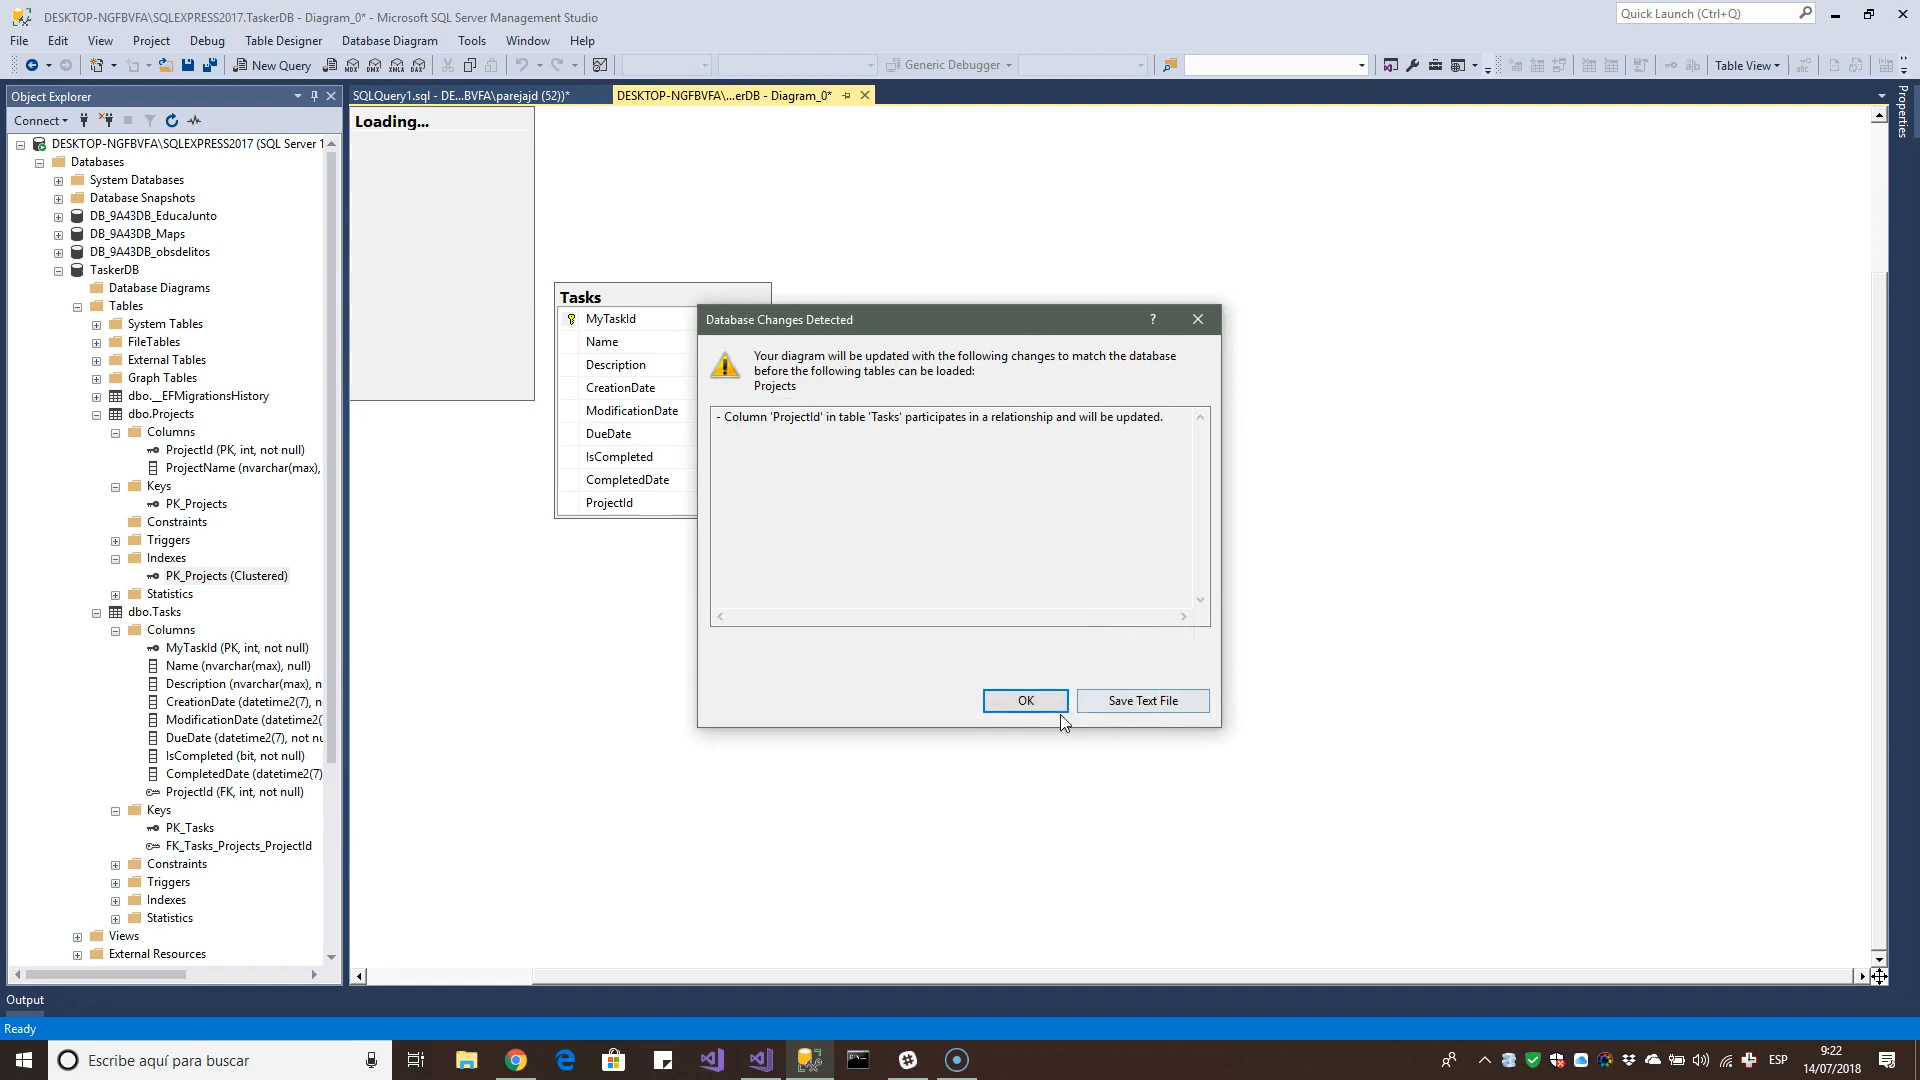 DESKTOP-NGFBVFA\SQLEXPRESS2017.TaskerDB - Diagram_0* - Microsoft SQL Server Management Studio
Quick Launch (Ctrl+Q)
File Edit View Project Debug Table Designer Database Diagram Tools Window Help
New Query
MDX DMX XMLA DAX
Generic Debugger
Table View
Object Explorer
SQLQuery1.sql - DE...BVFA\parejajd (52))*
DESKTOP-NGFBVFA\...erDB - Diagram_0*
Properties
Connect
DESKTOP-NGFBVFA\SQLEXPRESS2017 (SQL Server 1
Databases
System Databases
Database Snapshots
DB_9A43DB_EducaJunto
DB_9A43DB_Maps
DB_9A43DB_obsdelitos
TaskerDB
Database Diagrams
Tables
System Tables
FileTables
External Tables
Graph Tables
dbo.__EFMigrationsHistory
dbo.Projects
Columns
ProjectId (PK, int, not null)
ProjectName (nvarchar(max),
Keys
PK_Projects
Constraints
Triggers
Indexes
PK_Projects (Clustered)
Statistics
dbo.Tasks
Columns
MyTaskId (PK, int, not null)
Name (nvarchar(max), null)
Description (nvarchar(max), n
CreationDate (datetime2(7), n
ModificationDate (datetime2(
DueDate (datetime2(7), not nu
IsCompleted (bit, not null)
CompletedDate (datetime2(7)
ProjectId (FK, int, not null)
Keys
PK_Tasks
FK_Tasks_Projects_ProjectId
Constraints
Triggers
Indexes
Statistics
Views
External Resources
Loading...
Tasks
MyTaskId
Name
Description
CreationDate
ModificationDate
DueDate
IsCompleted
CompletedDate
ProjectId
Database Changes Detected
?
Your diagram will be updated with the following changes to match the database
before the following tables can be loaded:
Projects
- Column 'ProjectId' in table 'Tasks' participates in a relationship and will be updated.
OK
Save Text File
Output
Ready
Escribe aquí para buscar
ESP
9:22
14/07/2018